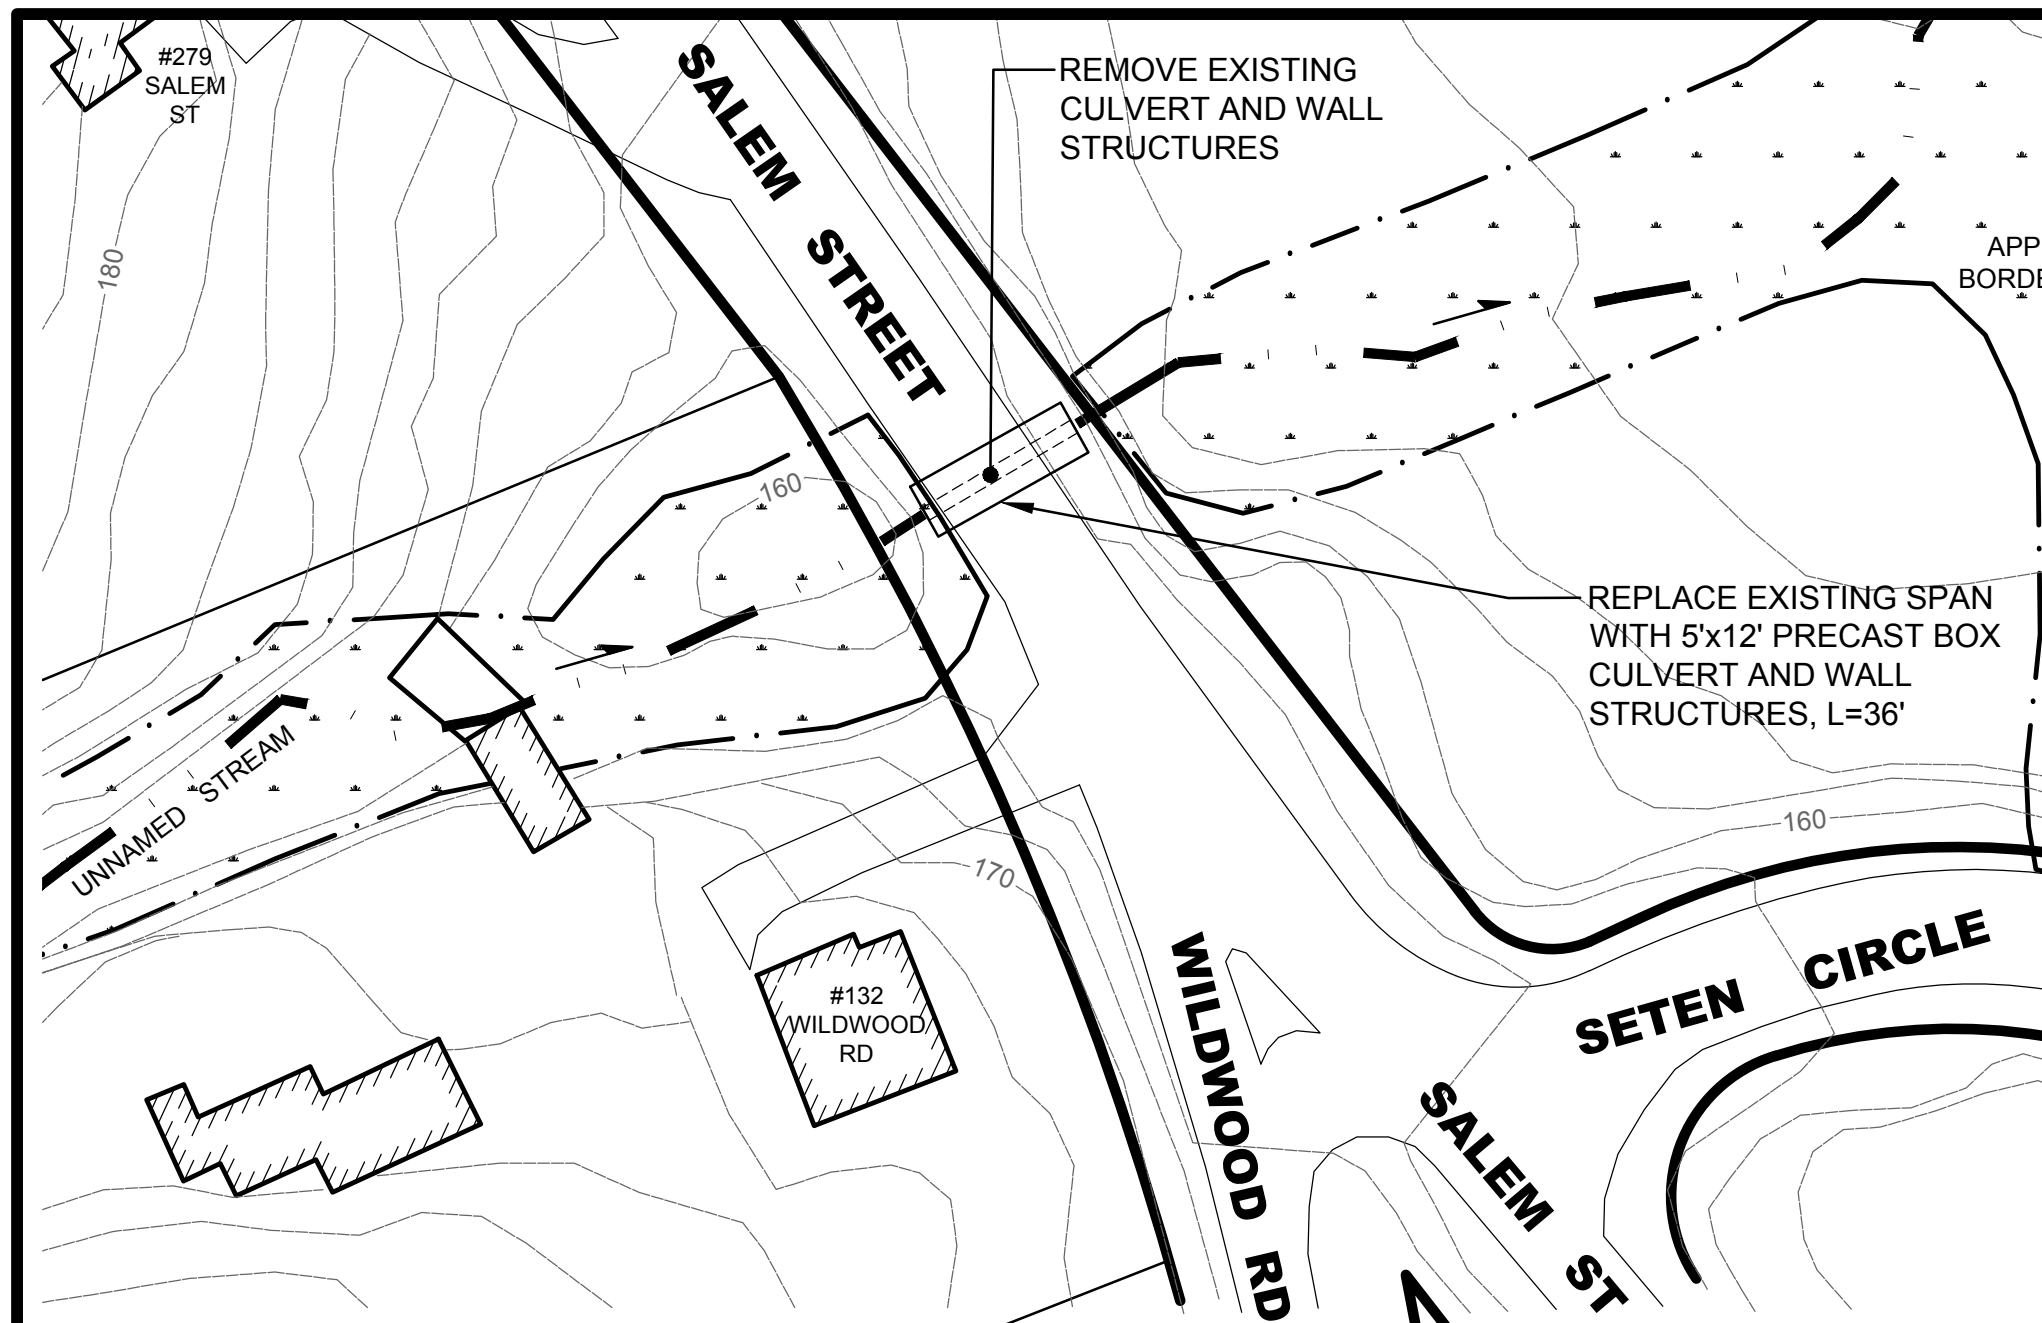 #279
SALEM
ST
SALEM STREET
REMOVE EXISTING
CULVERT AND WALL
STRUCTURES
180
APP
BORDE
160
REPLACE EXISTING SPAN
WITH 5'x12' PRECAST BOX
CULVERT AND WALL
STRUCTURES, L=36'
UNNAMED STREAM
160
170
#132
WILDWOOD
RD
WILDWOOD RD
SETEN CIRCLE
SALEM ST